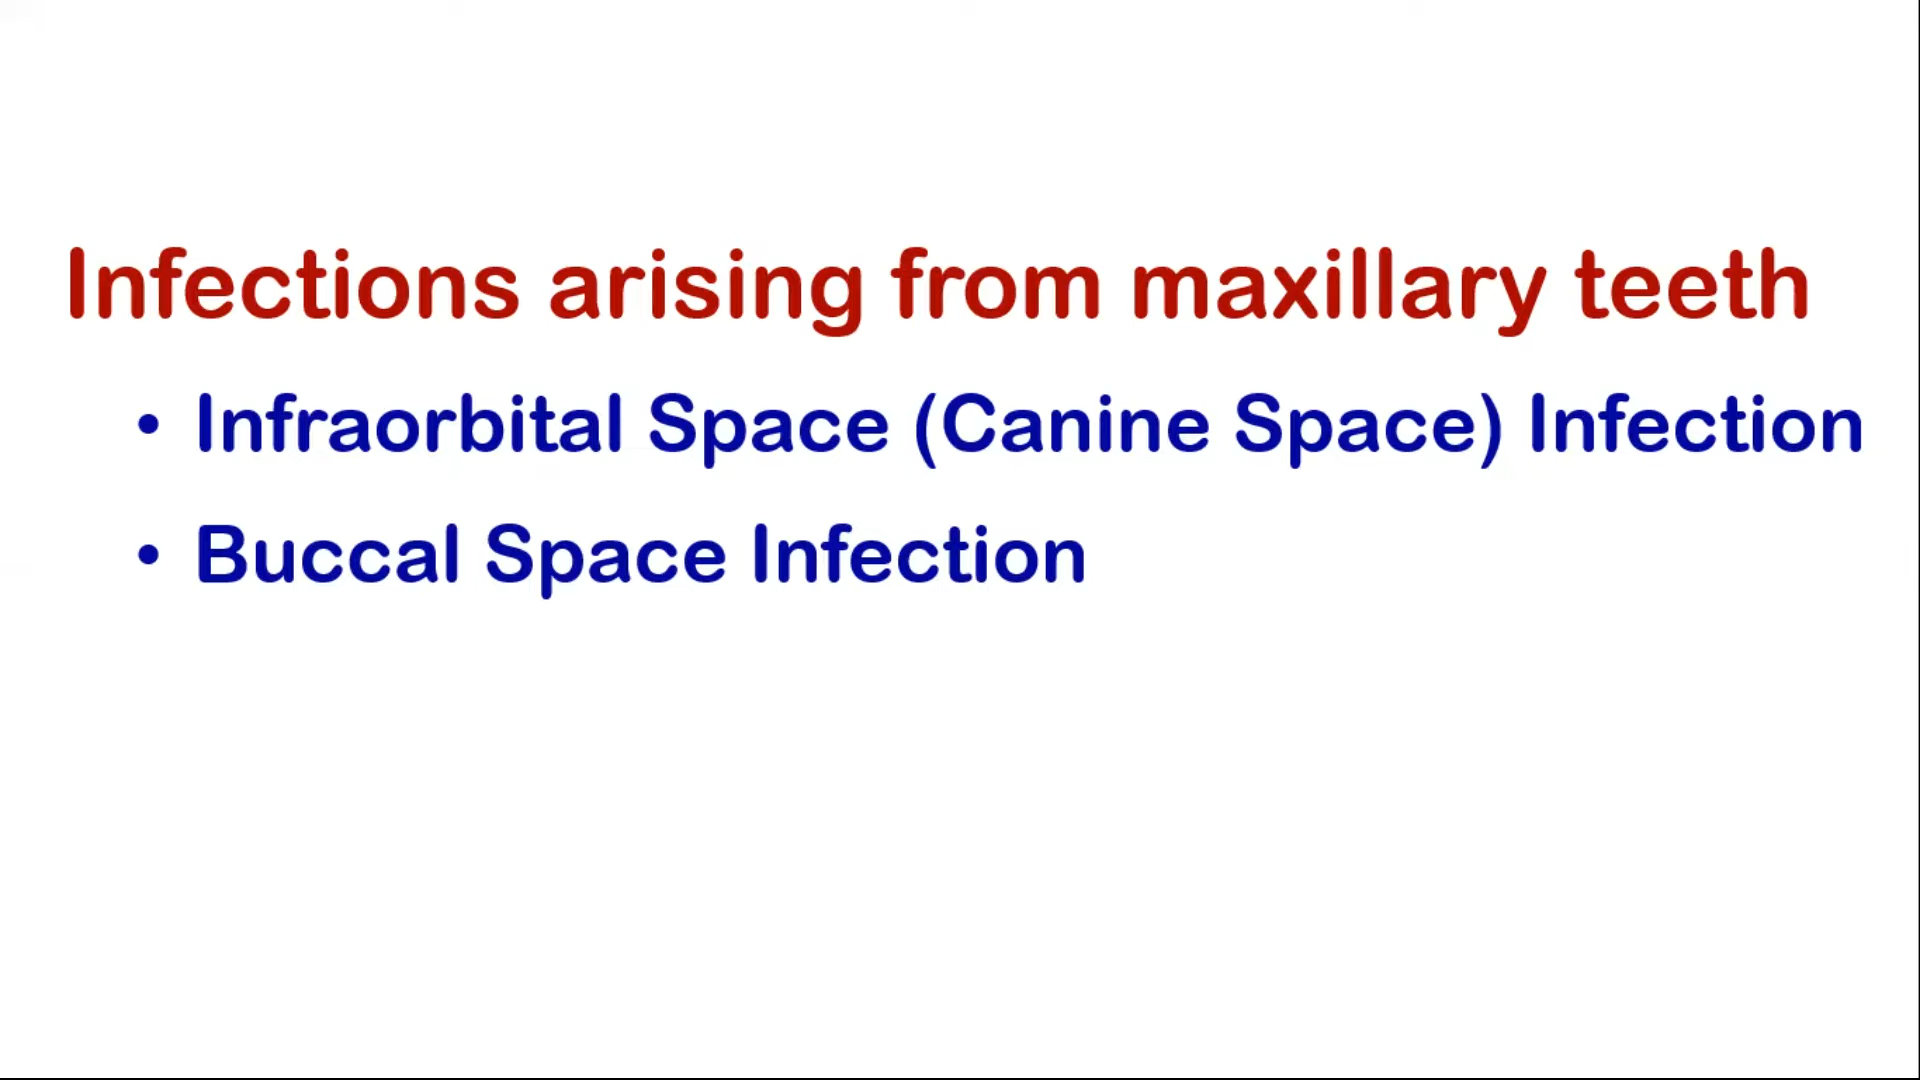 Infections arising from maxillary teeth
• Infraorbital Space (Canine Space) Infection
• Buccal Space Infection